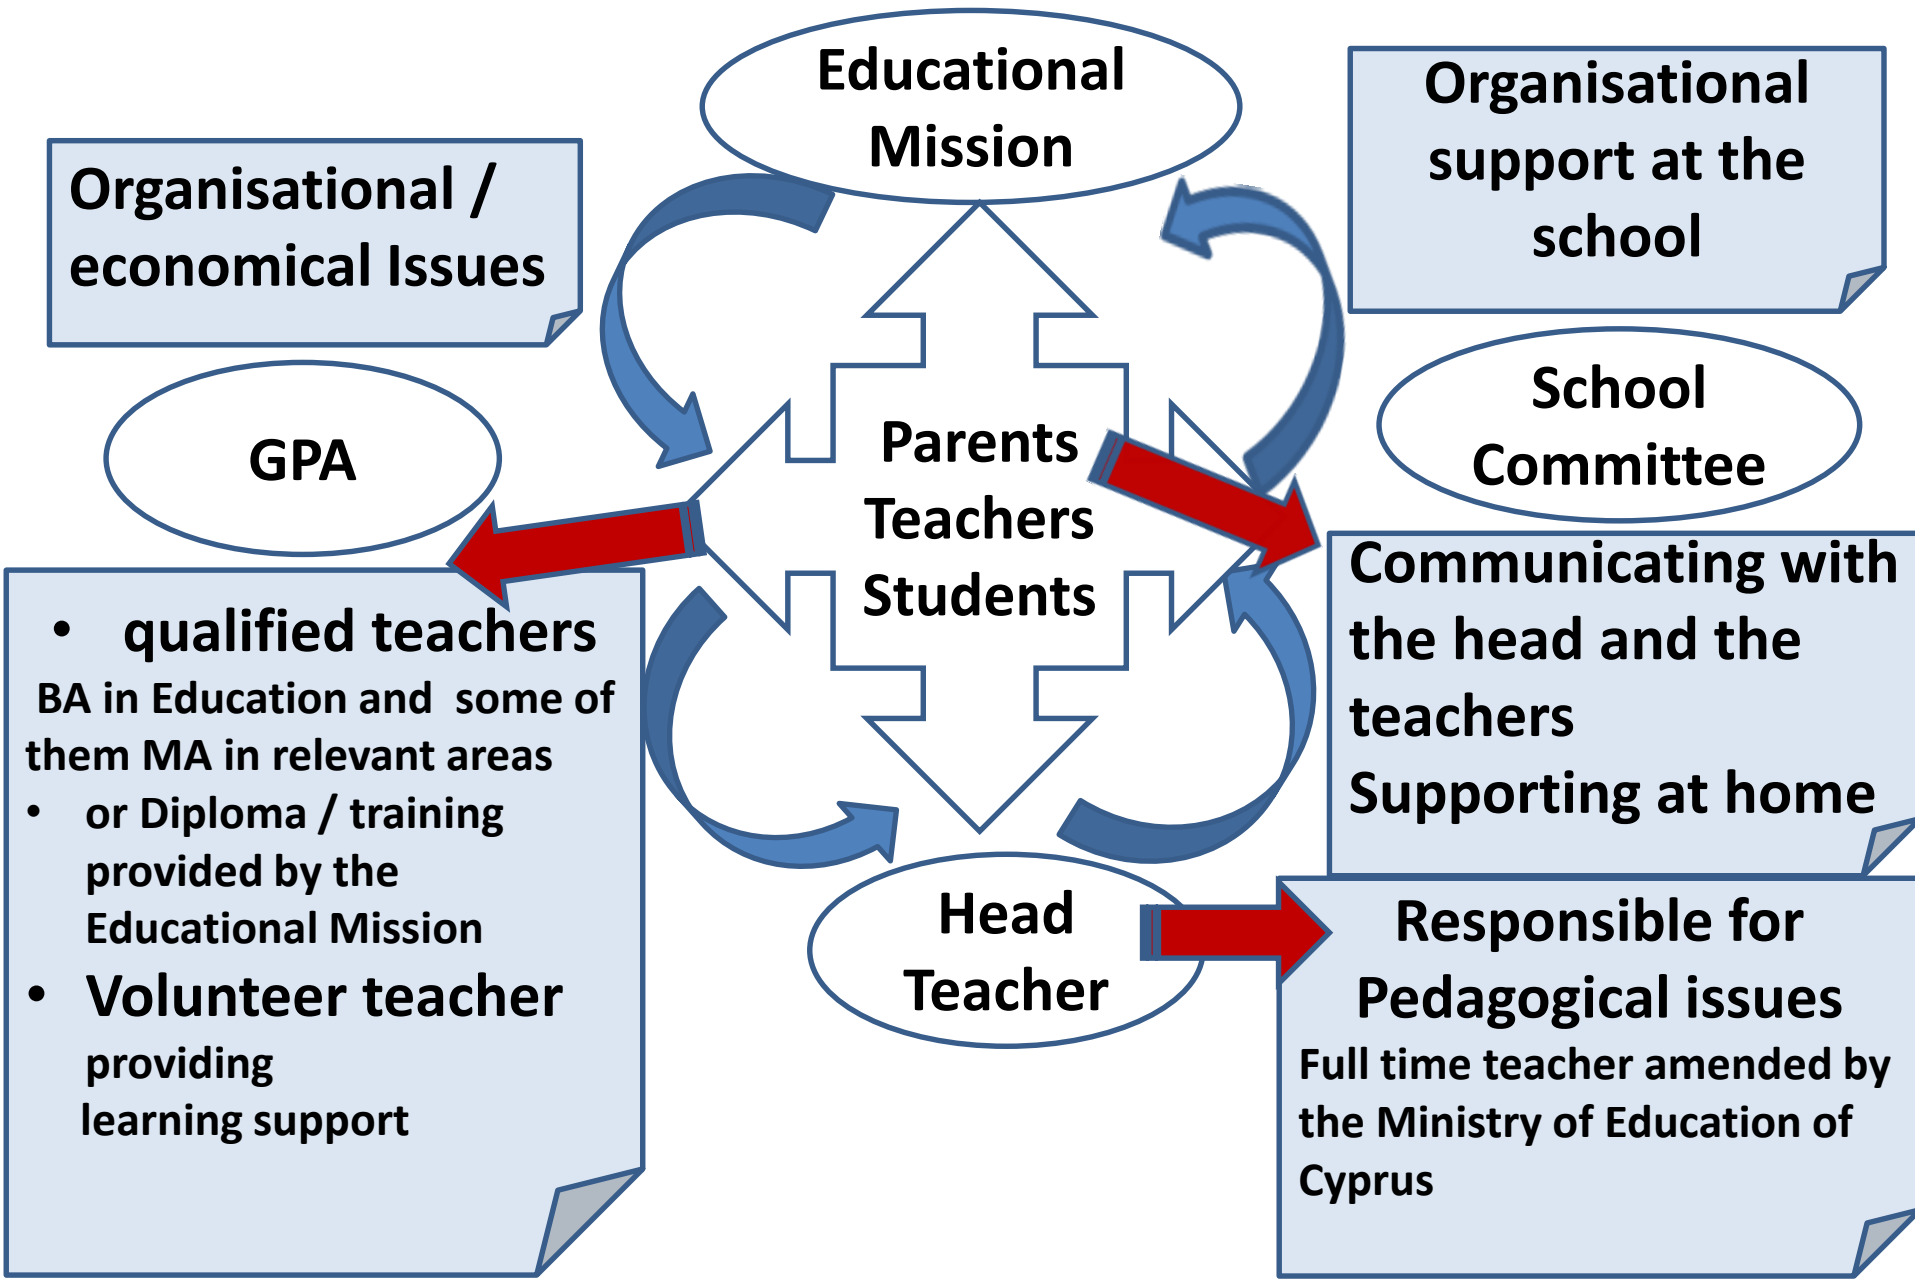 Educational
Mission
Organisational
support at the
school
Organisational /
economical Issues
GPA
School
Committee
Parents
Teachers
Students
• qualified teachers
BA in Education and some of
them MA in relevant areas
• or Diploma / training
provided by the
Educational Mission
• Volunteer teacher
providing
learning support
Communicating with
the head and the
teachers
Supporting at home
Head
Teacher
Responsible for
Pedagogical issues
Full time teacher amended by
the Ministry of Education of
Cyprus